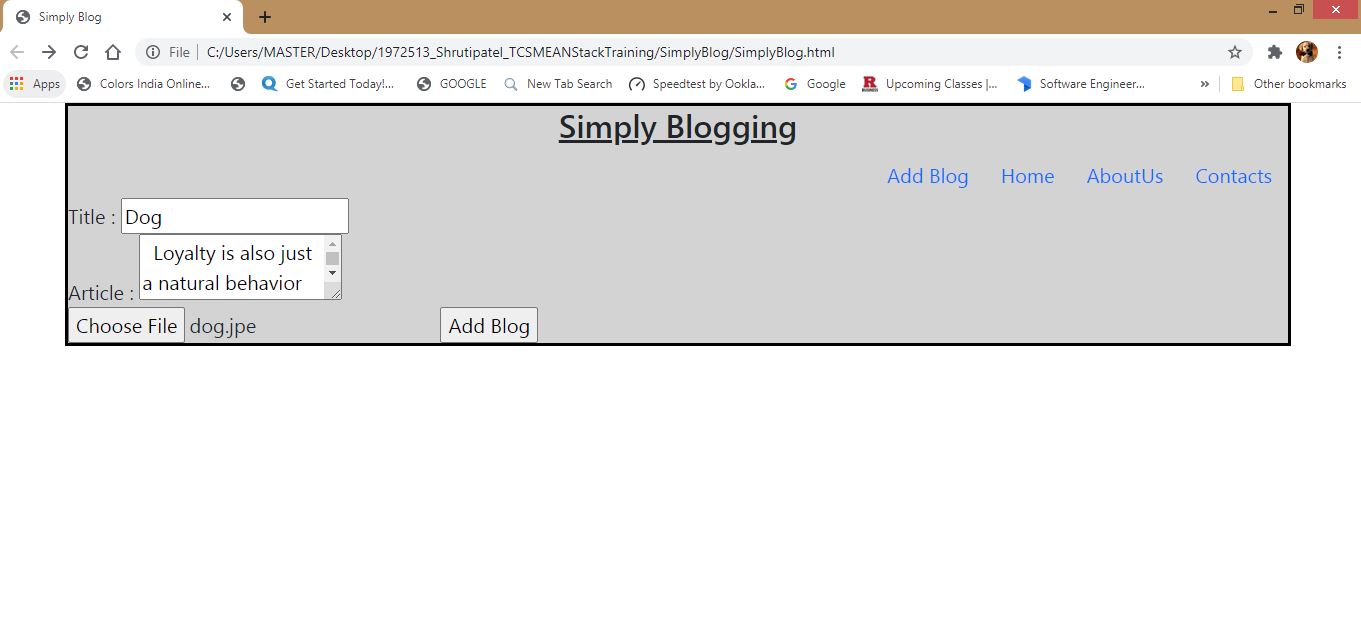 Simply Blog
File C:/Users/MASTER/Desktop/1972513_Shrutipatel_TCSMEANStackTraining/SimplyBlog/SimplyBlog.html
Apps Colors India Online... Get Started Today!... GOOGLE New Tab Search Speedtest by Ookla... Google R BUSINESS Upcoming Classes |... Software Engineer... » Other bookmarks
Simply Blogging
Add Blog Home AboutUs Contacts
Title : Dog
Loyalty is also just
a natural behavior
Article :
Choose File dog.jpe Add Blog